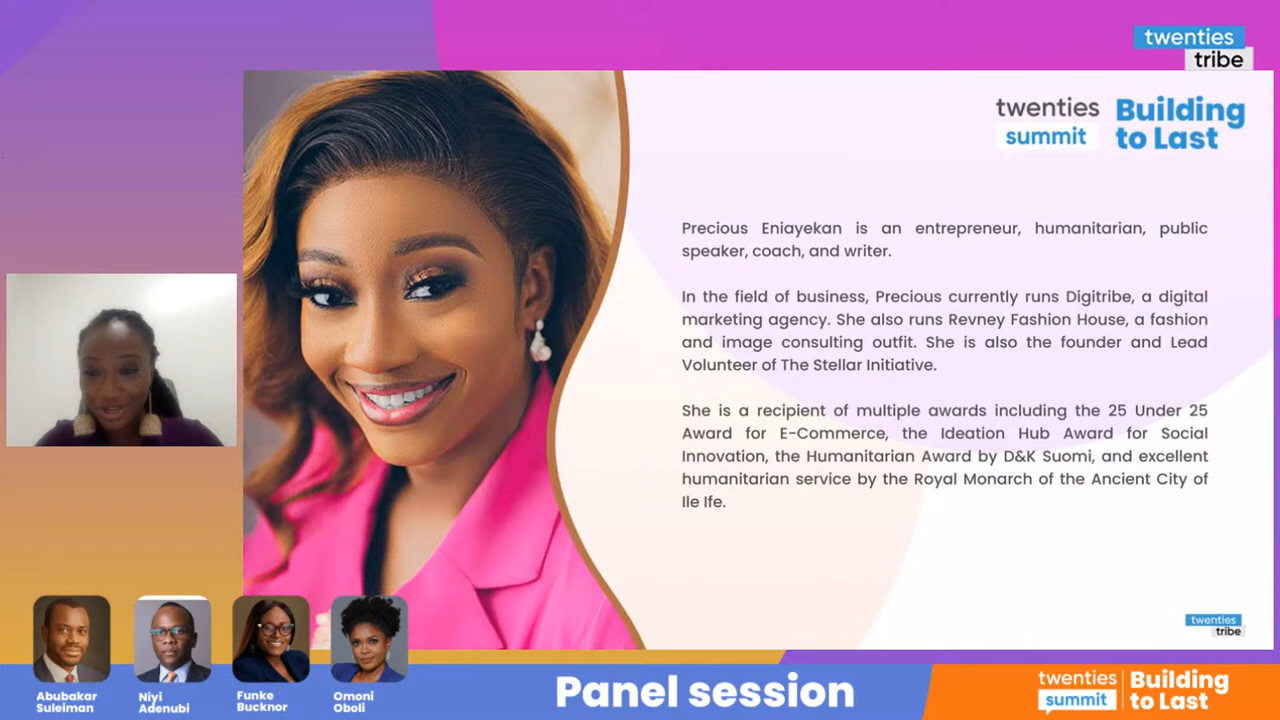 twenties
tribe
twenties
summit
Building
to Last
Precious Eniayekan is an entrepreneur, humanitarian, public
speaker, coach, and writer.
In the field of business, Precious currently runs Digitribe, a digital
marketing agency. She also runs Revney Fashion House, a fashion
and image consulting outfit. She is also the founder and Lead
Volunteer of The Stellar Initiative.
She is a recipient of multiple awards including the 25 Under 25
Award for E-Commerce, the Ideation Hub Award for Social
Innovation, the Humanitarian Award by D&K Suomi, and excellent
humanitarian service by the Royal Monarch of the Ancient City of
Ile Ife.
twenties
tribe
Abubakar
Suleiman
Niyi
Adenubi
Funke
Bucknor
Omoni
Oboli
Panel session
twenties
summit
Building
to Last